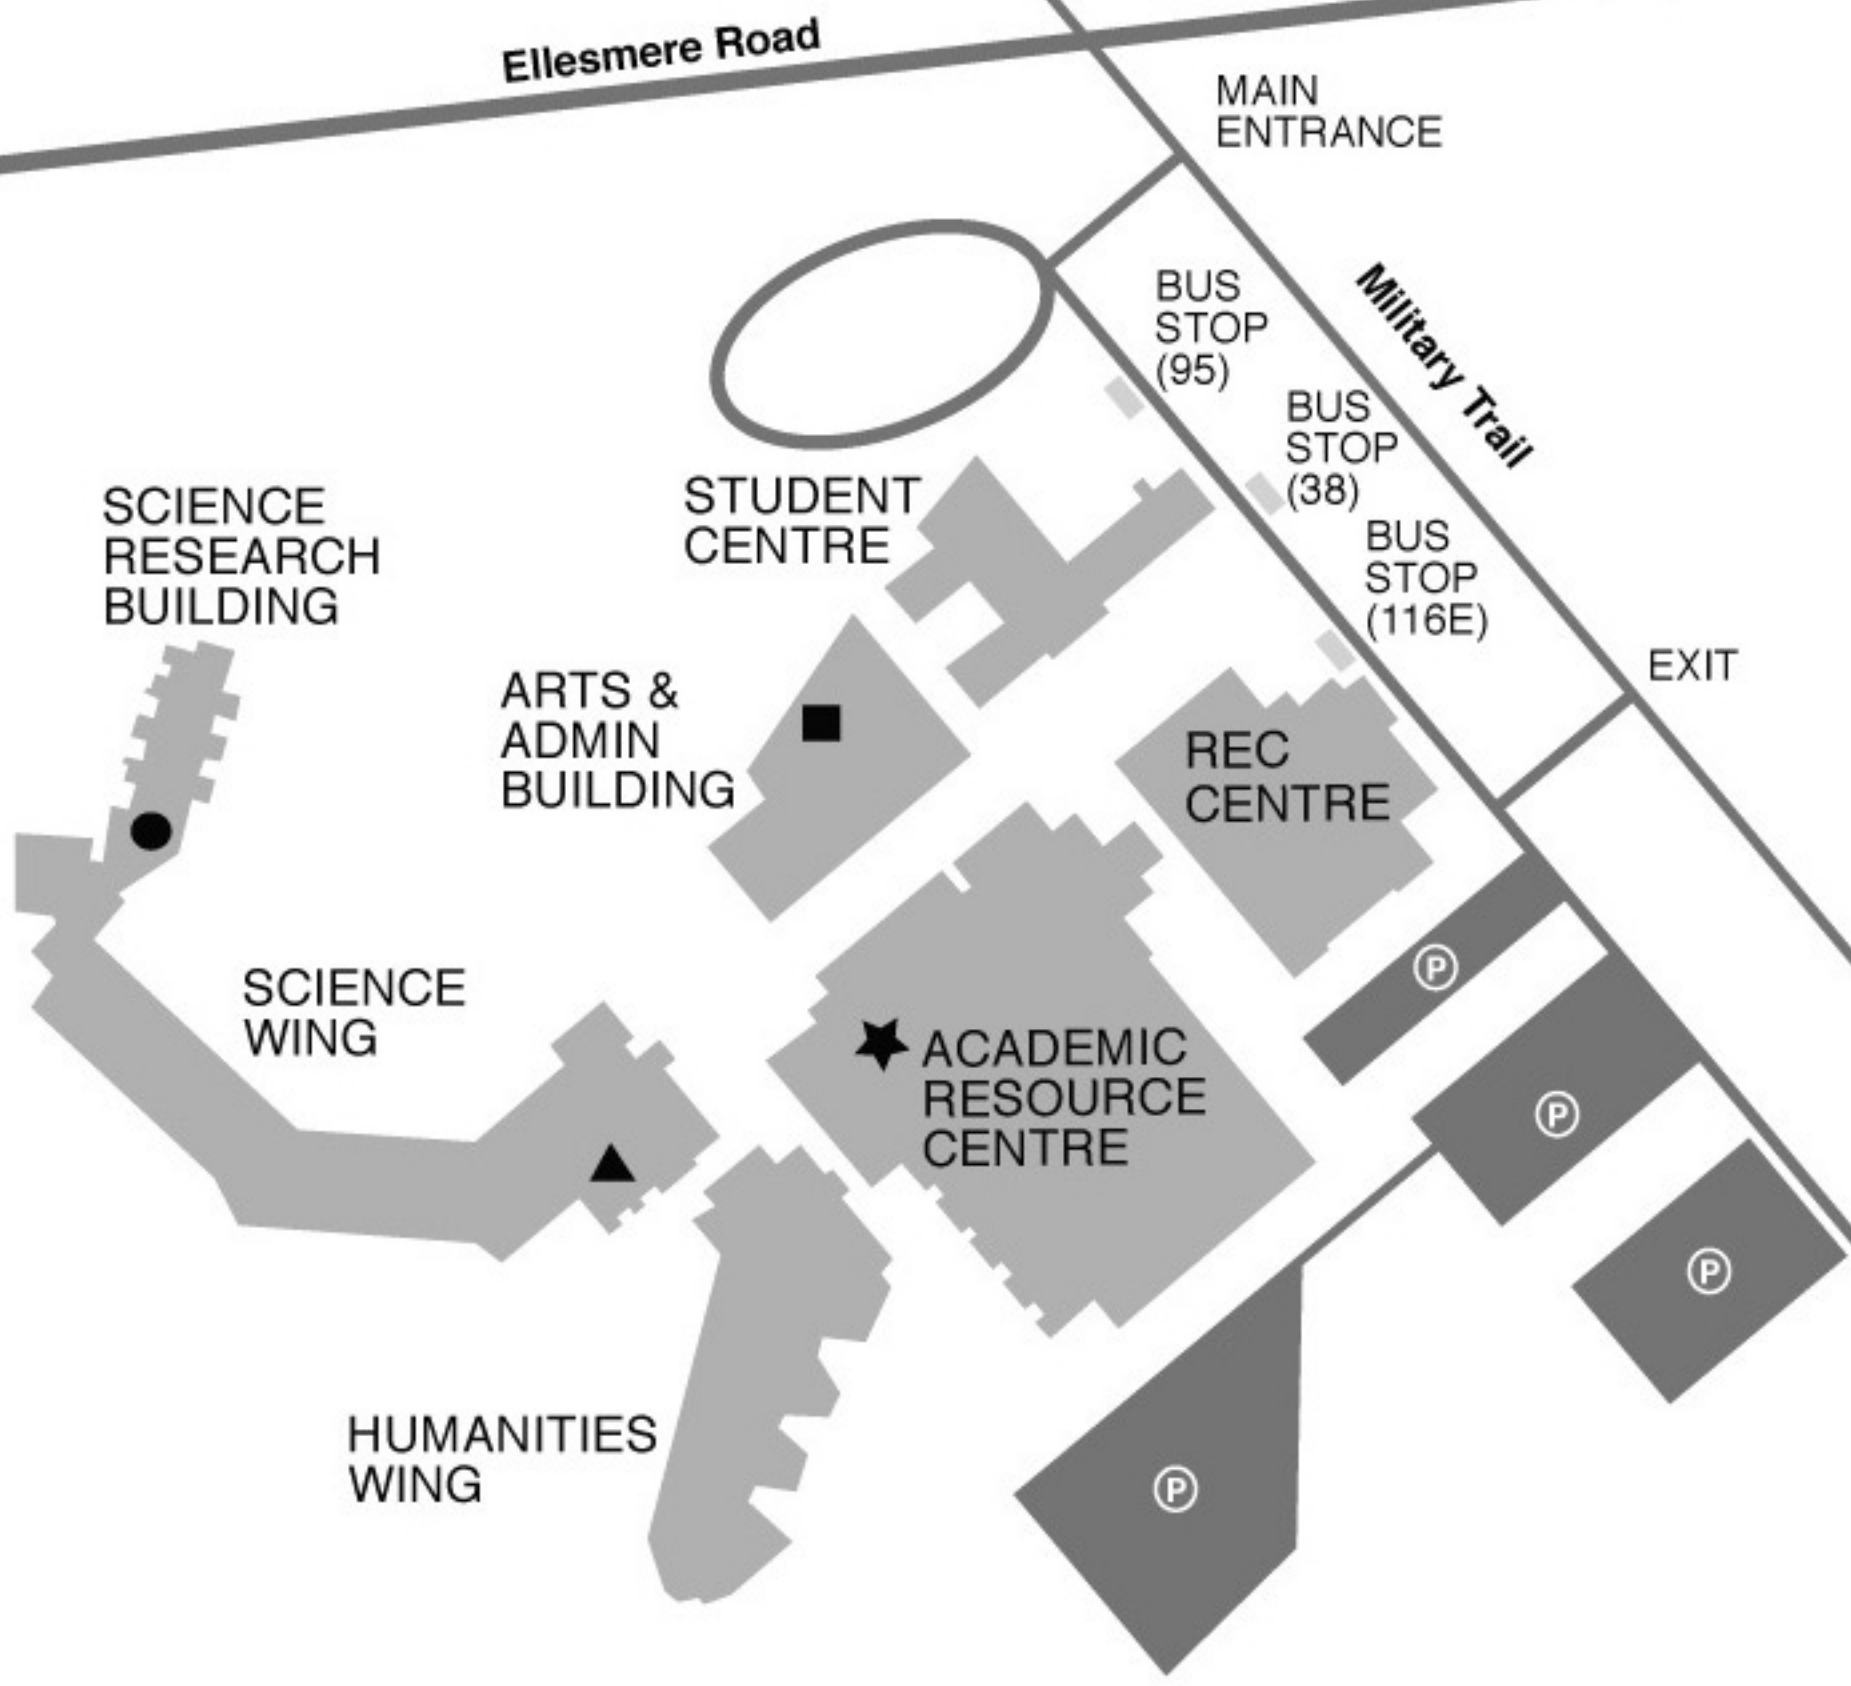 Ellesmere Road
MAIN
ENTRANCE
Military Trail
BUS
STOP
(95)
BUS
STOP
(38)
BUS
STOP
(116E)
EXIT
STUDENT
CENTRE
SCIENCE
RESEARCH
BUILDING
ARTS &
ADMIN
BUILDING
REC
CENTRE
SCIENCE
WING
ACADEMIC
RESOURCE
CENTRE
HUMANITIES
WING
P
P
P
P